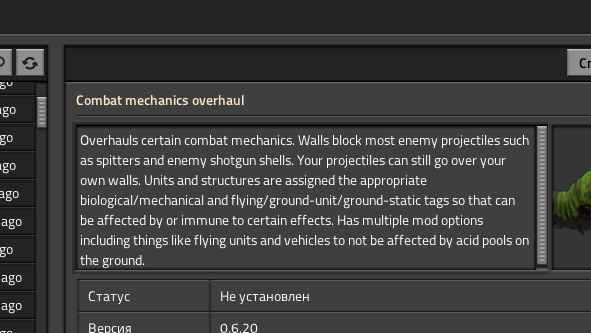 ago
Combat mechanics overhaul
ago
Overhauls certain combat mechanics. Walls block most enemy projectiles such
as spitters and enemy shotgun shells. Your projectiles can still go over your
own walls. Units and structures are assigned the appropriate
biological/mechanical and flying/ground-unit/ground-static tags so that can
be affected by or immune to certain effects. Has multiple mod options
including things like flying units and vehicles to not be affected by acid pools on
the ground.
ago
ago
ago
ago
ago
ago
ago
Статус
Не установлен
Версия
0.6.20